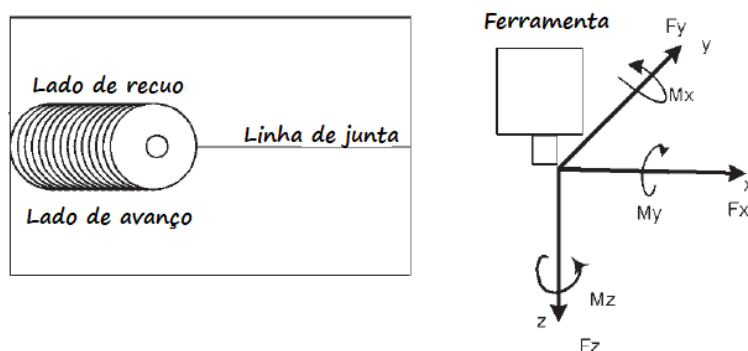 Lado de recuo
Linha de junta
Lado de avanço
Ferramenta
Fy
y
Mx
x
My
Fx
Mz
z
Fz